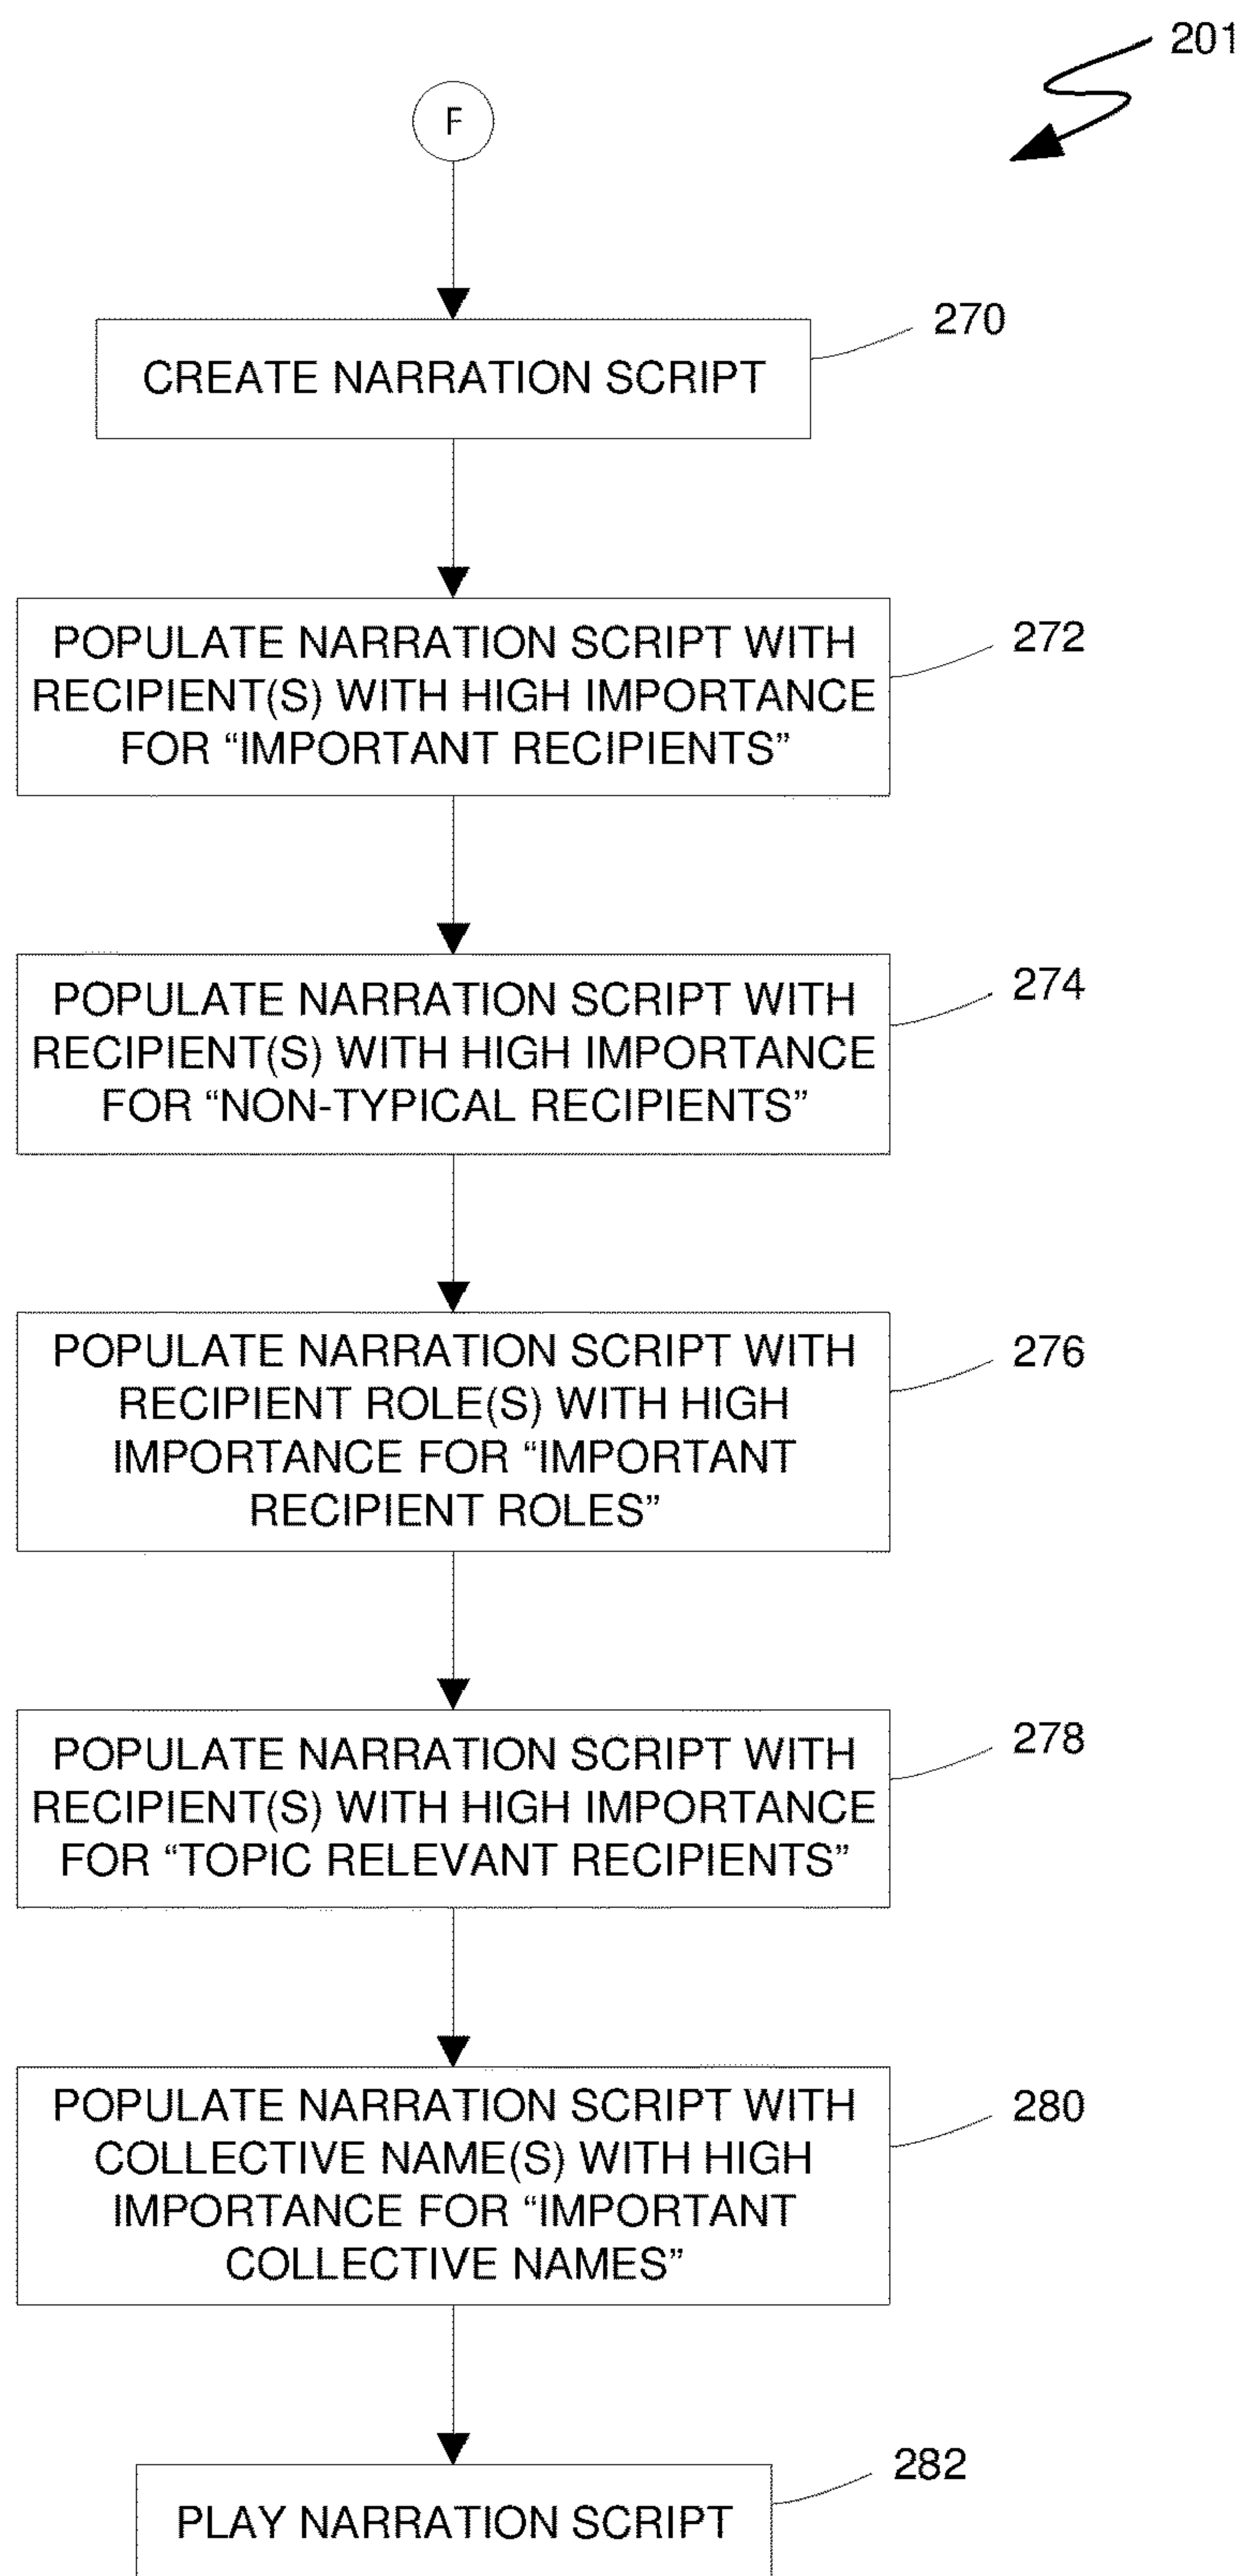 201
F
270
CREATE NARRATION SCRIPT
272
POPULATE NARRATION SCRIPT WITH
RECIPIENT(S) WITH HIGH IMPORTANCE
FOR “IMPORTANT RECIPIENTS”
274
POPULATE NARRATION SCRIPT WITH
RECIPIENT(S) WITH HIGH IMPORTANCE
FOR “NON-TYPICAL RECIPIENTS”
276
POPULATE NARRATION SCRIPT WITH
RECIPIENT ROLE(S) WITH HIGH
IMPORTANCE FOR “IMPORTANT
RECIPIENT ROLES”
278
POPULATE NARRATION SCRIPT WITH
RECIPIENT(S) WITH HIGH IMPORTANCE
FOR “TOPIC RELEVANT RECIPIENTS”
280
POPULATE NARRATION SCRIPT WITH
COLLECTIVE NAME(S) WITH HIGH
IMPORTANCE FOR “IMPORTANT
COLLECTIVE NAMES”
282
PLAY NARRATION SCRIPT